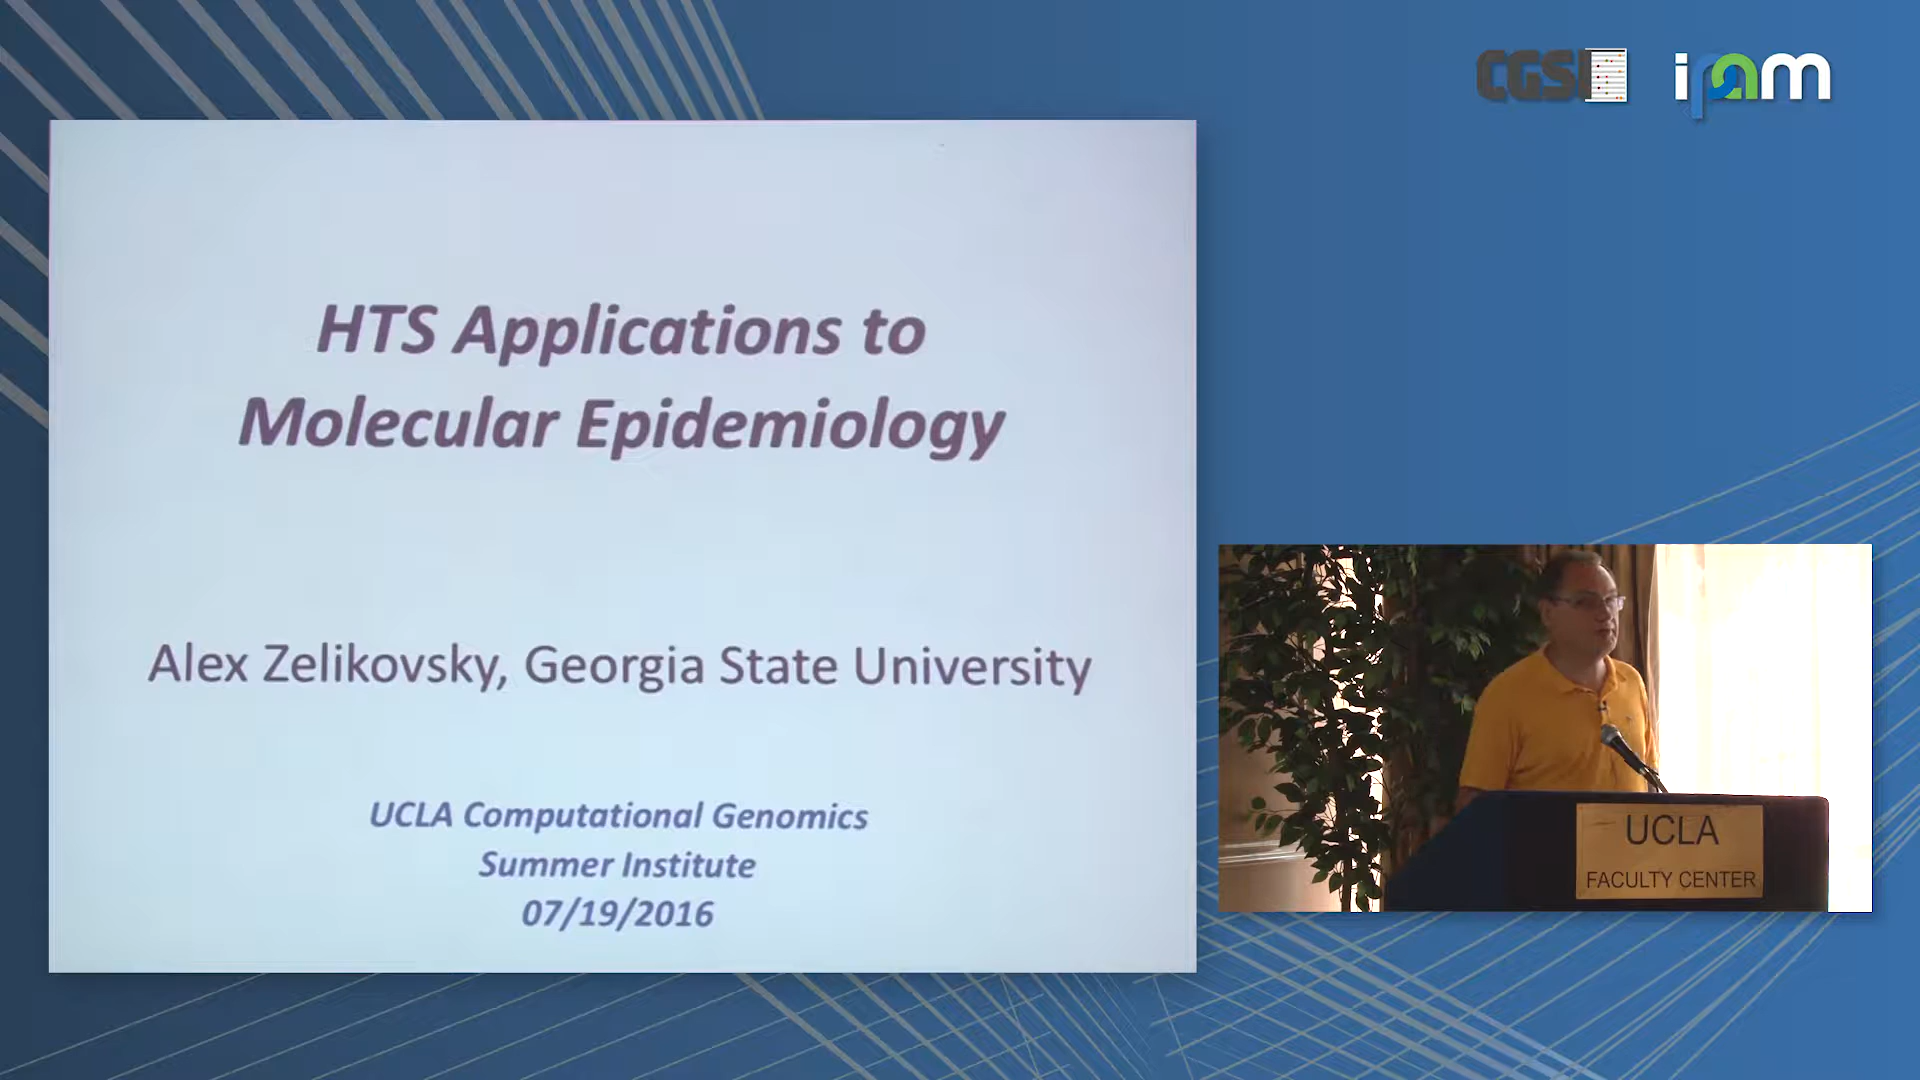 CGSI
ipam
HTS Applications to
Molecular Epidemiology
Alex Zelikovsky, Georgia State University
UCLA Computational Genomics
Summer Institute
07/19/2016
UCLA
FACULTY CENTER